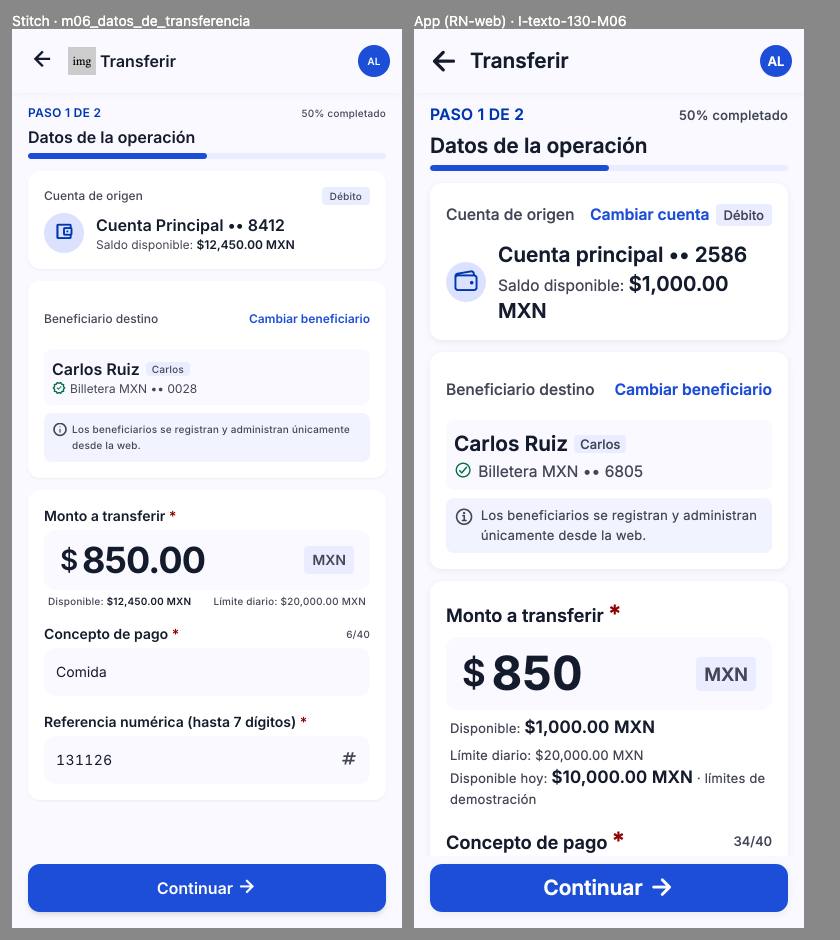 Stitch · m06_datos_de_transferencia
img Transferir
AL
PASO 1 DE 2
50% completado
Datos de la operación
Cuenta de origen
Débito
Cuenta Principal •• 8412
Saldo disponible: $12,450.00 MXN
Beneficiario destino
Cambiar beneficiario
Carlos Ruiz Carlos
Billetera MXN •• 0028
Los beneficiarios se registran y administran únicamente
desde la web.
Monto a transferir *
$ 850.00
MXN
Disponible: $12,450.00 MXN
Límite diario: $20,000.00 MXN
Concepto de pago *
6/40
Comida
Referencia numérica (hasta 7 dígitos) *
131126
#
Continuar →
App (RN-web) · I-texto-130-M06
← Transferir
AL
PASO 1 DE 2
50% completado
Datos de la operación
Cuenta de origen
Cambiar cuenta
Débito
Cuenta principal •• 2586
Saldo disponible: $1,000.00
MXN
Beneficiario destino
Cambiar beneficiario
Carlos Ruiz Carlos
Billetera MXN •• 6805
Los beneficiarios se registran y administran
únicamente desde la web.
Monto a transferir *
$ 850
MXN
Disponible: $1,000.00 MXN
Límite diario: $20,000.00 MXN
Disponible hoy: $10,000.00 MXN · límites de
demostración
Concepto de pago *
34/40
Continuar →